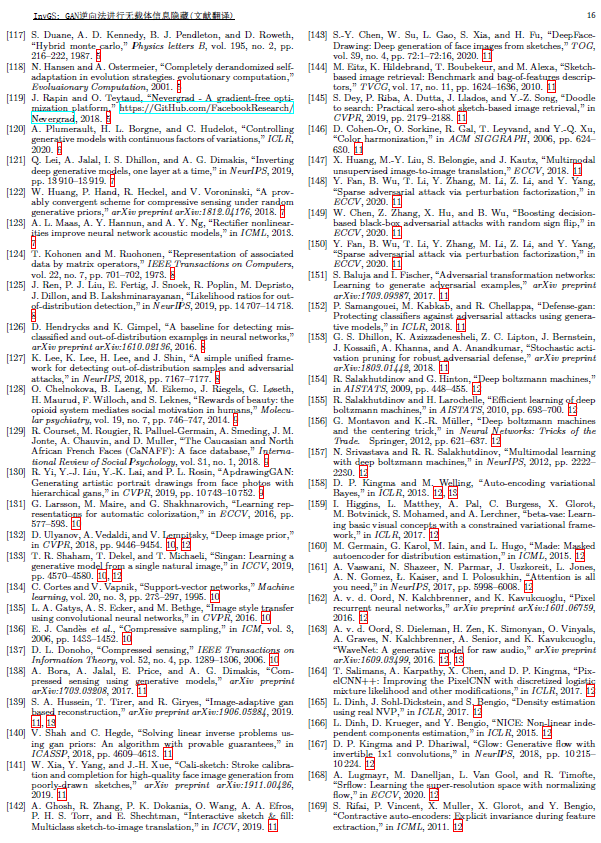 InvGS: GAN逆向法进行无载体信息隐藏(文献翻译)
16
[117] S. Duane, A. D. Kennedy, B. J. Pendleton, and D. Roweth,
“Hybrid monte carlo,” Physics letters B, vol. 195, no. 2, pp.
216–222, 1987. 5
[118] N. Hansen and A. Ostermeier, “Completely derandomized self-
adaptation in evolution strategies. evolutionary computation,”
Evoluaionary Computation, 2001. 5
[119] J. Rapin and O. Teytaud, “Nevergrad - A gradient-free opti-
mization platform,” https://GitHub.com/FacebookResearch/
Nevergrad, 2018. 5
[120] A. Plumerault, H. L. Borgne, and C. Hudelot, “Controlling
generative models with continuous factors of variations,” ICLR,
2020. 6
[121] Q. Lei, A. Jalal, I. S. Dhillon, and A. G. Dimakis, “Inverting
deep generative models, one layer at a time,” in NeurIPS, 2019,
pp. 13 910–13 919. 7
[122] W. Huang, P. Hand, R. Heckel, and V. Voroninski, “A prov-
ably convergent scheme for compressive sensing under random
generative priors,” arXiv preprint arXiv:1812.04176, 2018. 7
[123] A. L. Maas, A. Y. Hannun, and A. Y. Ng, “Rectifier nonlinear-
ities improve neural network acoustic models,” in ICML, 2013.
7
[124] T. Kohonen and M. Ruohonen, “Representation of associated
data by matrix operators,” IEEE Transactions on Computers,
vol. 22, no. 7, pp. 701–702, 1973. 8
[125] J. Ren, P. J. Liu, E. Fertig, J. Snoek, R. Poplin, M. Depristo,
J. Dillon, and B. Lakshminarayanan, “Likelihood ratios for out-
of-distribution detection,” in NeurIPS, 2019, pp. 14 707–14 718.
8
[126] D. Hendrycks and K. Gimpel, “A baseline for detecting mis-
classified and out-of-distribution examples in neural networks,”
arXiv preprint arXiv:1610.02136, 2016. 8
[127] K. Lee, K. Lee, H. Lee, and J. Shin, “A simple unified frame-
work for detecting out-of-distribution samples and adversarial
attacks,” in NeurIPS, 2018, pp. 7167–7177. 8
[128] O. Chelnokova, B. Laeng, M. Eikemo, J. Riegels, G. Løseth,
H. Maurud, F. Willoch, and S. Leknes, “Rewards of beauty: the
opioid system mediates social motivation in humans,” Molecu-
lar psychiatry, vol. 19, no. 7, pp. 746–747, 2014. 8
[129] R. Courset, M. Rougier, R. Palluel-Germain, A. Smeding, J. M.
Jonte, A. Chauvin, and D. Muller, “The Caucasian and North
African French Faces (CaNAFF): A face database,” Interna-
tional Review of Social Psychology, vol. 31, no. 1, 2018. 8
[130] R. Yi, Y.-J. Liu, Y.-K. Lai, and P. L. Rosin, “ApdrawingGAN:
Generating artistic portrait drawings from face photos with
hierarchical gans,” in CVPR, 2019, pp. 10 743–10 752. 9
[131] G. Larsson, M. Maire, and G. Shakhnarovich, “Learning rep-
resentations for automatic colorization,” in ECCV, 2016, pp.
577–593. 10
[132] D. Ulyanov, A. Vedaldi, and V. Lempitsky, “Deep image prior,”
in CVPR, 2018, pp. 9446–9454. 10, 12
[133] T. R. Shaham, T. Dekel, and T. Michaeli, “Singan: Learning a
generative model from a single natural image,” in ICCV, 2019,
pp. 4570–4580. 10, 12
[134] C. Cortes and V. Vapnik, “Support-vector networks,” Machine
learning, vol. 20, no. 3, pp. 273–297, 1995. 10
[135] L. A. Gatys, A. S. Ecker, and M. Bethge, “Image style transfer
using convolutional neural networks,” in CVPR, 2016. 10
[136] E. J. Candès et al., “Compressive sampling,” in ICM, vol. 3,
2006, pp. 1433–1452. 10
[137] D. L. Donoho, “Compressed sensing,” IEEE Transactions on
Information Theory, vol. 52, no. 4, pp. 1289–1306, 2006. 10
[138] A. Bora, A. Jalal, E. Price, and A. G. Dimakis, “Com-
pressed sensing using generative models,” arXiv preprint
arXiv:1703.03208, 2017. 11
[139] S. A. Hussein, T. Tirer, and R. Giryes, “Image-adaptive gan
based reconstruction,” arXiv preprint arXiv:1906.05284, 2019.
11, 13
[140] V. Shah and C. Hegde, “Solving linear inverse problems us-
ing gan priors: An algorithm with provable guarantees,” in
ICASSP, 2018, pp. 4609–4613. 11
[141] W. Xia, Y. Yang, and J.-H. Xue, “Cali-sketch: Stroke calibra-
tion and completion for high-quality face image generation from
poorly-drawn sketches,” arXiv preprint arXiv:1911.00426,
2019. 11
[142] A. Ghosh, R. Zhang, P. K. Dokania, O. Wang, A. A. Efros,
P. H. S. Torr, and E. Shechtman, “Interactive sketch & fill:
Multiclass sketch-to-image translation,” in ICCV, 2019. 11
[143] S.-Y. Chen, W. Su, L. Gao, S. Xia, and H. Fu, “DeepFace-
Drawing: Deep generation of face images from sketches,” TOG,
vol. 39, no. 4, pp. 72:1–72:16, 2020. 11
[144] M. Eitz, K. Hildebrand, T. Boubekeur, and M. Alexa, “Sketch-
based image retrieval: Benchmark and bag-of-features descrip-
tors,” TVCG, vol. 17, no. 11, pp. 1624–1636, 2010. 11
[145] S. Dey, P. Riba, A. Dutta, J. Llados, and Y.-Z. Song, “Doodle
to search: Practical zero-shot sketch-based image retrieval,” in
CVPR, 2019, pp. 2179–2188. 11
[146] D. Cohen-Or, O. Sorkine, R. Gal, T. Leyvand, and Y.-Q. Xu,
“Color harmonization,” in ACM SIGGRAPH, 2006, pp. 624–
630. 11
[147] X. Huang, M.-Y. Liu, S. Belongie, and J. Kautz, “Multimodal
unsupervised image-to-image translation,” ECCV, 2018. 11
[148] Y. Fan, B. Wu, T. Li, Y. Zhang, M. Li, Z. Li, and Y. Yang,
“Sparse adversarial attack via perturbation factorization,” in
ECCV, 2020. 11
[149] W. Chen, Z. Zhang, X. Hu, and B. Wu, “Boosting decision-
based black-box adversarial attacks with random sign flip,” in
ECCV, 2020. 11
[150] Y. Fan, B. Wu, T. Li, Y. Zhang, M. Li, Z. Li, and Y. Yang,
“Sparse adversarial attack via perturbation factorization,” in
ECCV, 2020. 11
[151] S. Baluja and I. Fischer, “Adversarial transformation networks:
Learning to generate adversarial examples,” arXiv preprint
arXiv:1703.09387, 2017. 11
[152] P. Samangouei, M. Kabkab, and R. Chellappa, “Defense-gan:
Protecting classifiers against adversarial attacks using genera-
tive models,” in ICLR, 2018. 11
[153] G. S. Dhillon, K. Azizzadenesheli, Z. C. Lipton, J. Bernstein,
J. Kossaifi, A. Khanna, and A. Anandkumar, “Stochastic acti-
vation pruning for robust adversarial defense,” arXiv preprint
arXiv:1803.01442, 2018. 11
[154] R. Salakhutdinov and G. Hinton, “Deep boltzmann machines,”
in AISTATS, 2009, pp. 448–455. 12
[155] R. Salakhutdinov and H. Larochelle, “Efficient learning of deep
boltzmann machines,” in AISTATS, 2010, pp. 693–700. 12
[156] G. Montavon and K.-R. Müller, “Deep boltzmann machines
and the centering trick,” in Neural Networks: Tricks of the
Trade. Springer, 2012, pp. 621–637. 12
[157] N. Srivastava and R. R. Salakhutdinov, “Multimodal learning
with deep boltzmann machines,” in NeurIPS, 2012, pp. 2222–
2230. 12
[158] D. P. Kingma and M. Welling, “Auto-encoding variational
Bayes,” in ICLR, 2013. 12, 13
[159] I. Higgins, L. Matthey, A. Pal, C. Burgess, X. Glorot,
M. Botvinick, S. Mohamed, and A. Lerchner, “beta-vae: Learn-
ing basic visual concepts with a constrained variational frame-
work,” in ICLR, 2017. 12
[160] M. Germain, K. Gregor, I. Murray, and H. Larochelle, “Made: Masked
autoencoder for distribution estimation,” in ICML, 2015. 12
[161] A. Vaswani, N. Shazeer, N. Parmar, J. Uszkoreit, L. Jones,
A. N. Gomez, Ł. Kaiser, and I. Polosukhin, “Attention is all
you need,” in NeurIPS, 2017, pp. 5998–6008. 12
[162] A. v. d. Oord, N. Kalchbrenner, and K. Kavukcuoglu, “Pixel
recurrent neural networks,” arXiv preprint arXiv:1601.06759,
2016. 12
[163] A. v. d. Oord, S. Dieleman, H. Zen, K. Simonyan, O. Vinyals,
A. Graves, N. Kalchbrenner, A. Senior, and K. Kavukcuoglu,
“WaveNet: A generative model for raw audio,” arXiv preprint
arXiv:1609.03499, 2016. 12, 13
[164] T. Salimans, A. Karpathy, X. Chen, and D. P. Kingma, “Pix-
elCNN++: Improving the PixelCNN with discretized logistic
mixture likelihood and other modifications,” in ICLR, 2017. 12
[165] L. Dinh, J. Sohl-Dickstein, and S. Bengio, “Density estimation
using real NVP,” in ICLR, 2017. 12
[166] L. Dinh, D. Krueger, and Y. Bengio, “NICE: Non-linear inde-
pendent components estimation,” in ICLR, 2015. 12
[167] D. P. Kingma and P. Dhariwal, “Glow: Generative flow with
invertible 1x1 convolutions,” in NeurIPS, 2018, pp. 10 215–
10 224. 12
[168] A. Lugmayr, M. Danelljan, L. Van Gool, and R. Timofte,
“Srflow: Learning the super-resolution space with normalizing
flow,” in ECCV, 2020. 12
[169] S. Rifai, P. Vincent, X. Muller, X. Glorot, and Y. Bengio,
“Contractive auto-encoders: Explicit invariance during feature
extraction,” in ICML, 2011. 12